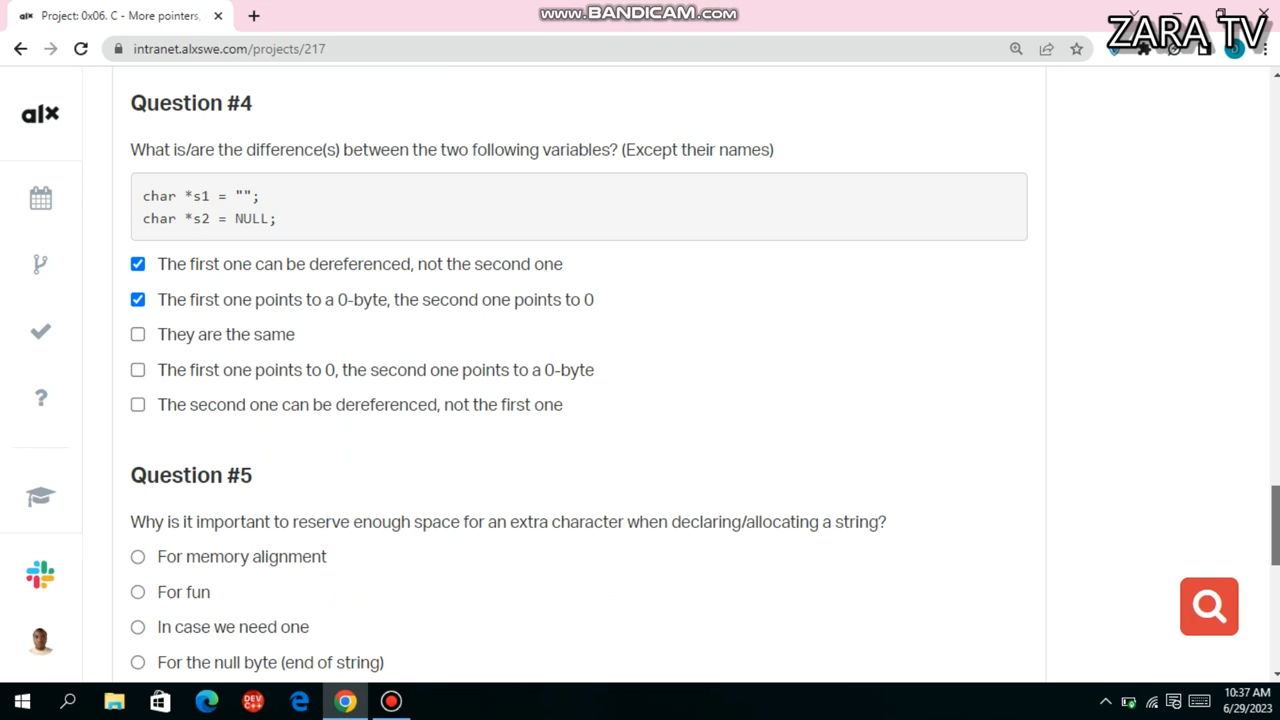 www.BANDICAM.com
alx Project: 0x06. C - More pointers,
ZARA TV
intranet.alxswe.com/projects/217
alx
Question #4
What is/are the difference(s) between the two following variables? (Except their names)
char *s1 = "";
char *s2 = NULL;
The first one can be dereferenced, not the second one
The first one points to a 0-byte, the second one points to 0
They are the same
The first one points to 0, the second one points to a 0-byte
The second one can be dereferenced, not the first one
Question #5
Why is it important to reserve enough space for an extra character when declaring/allocating a string?
For memory alignment
For fun
In case we need one
For the null byte (end of string)
DEV C++
10:37 AM
6/29/2023